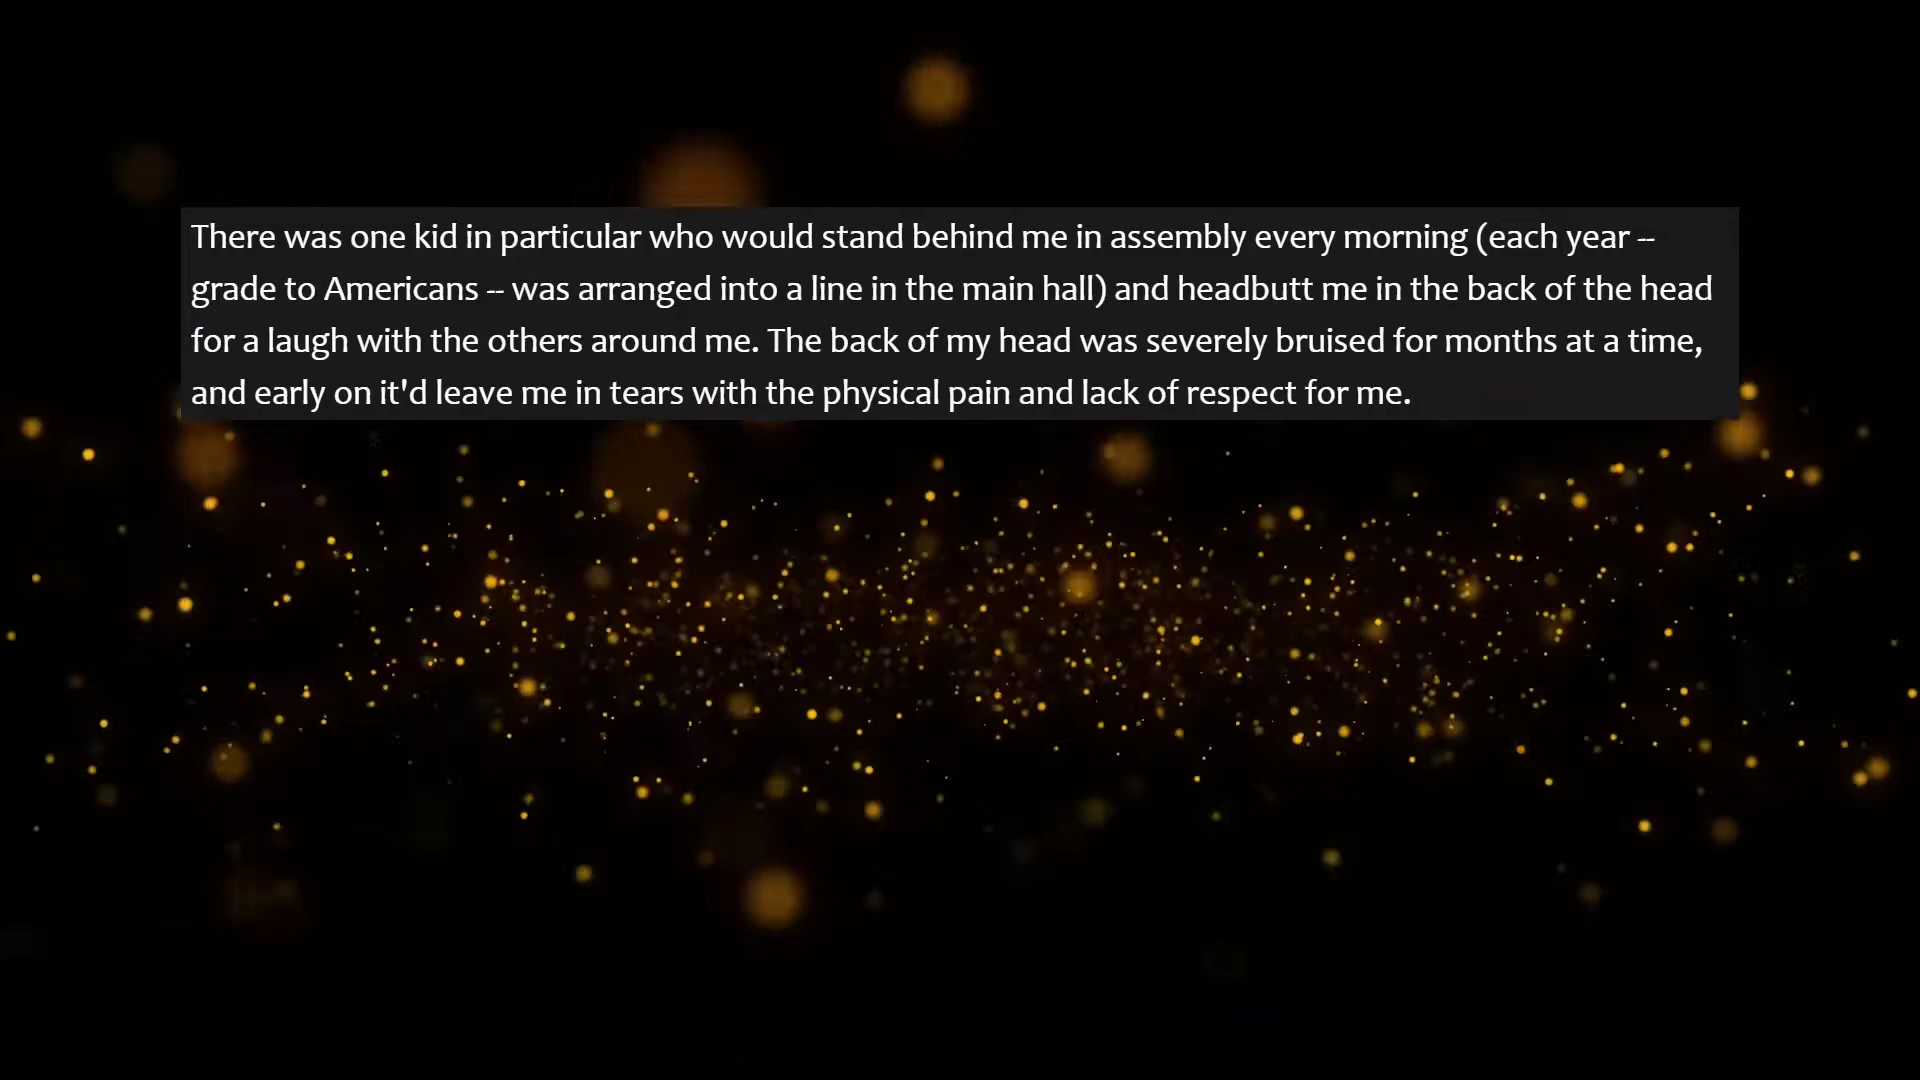 There was one kid in particular who would stand behind me in assembly every morning (each year --
grade to Americans -- was arranged into a line in the main hall) and headbutt me in the back of the head
for a laugh with the others around me. The back of my head was severely bruised for months at a time,
and early on it'd leave me in tears with the physical pain and lack of respect for me.